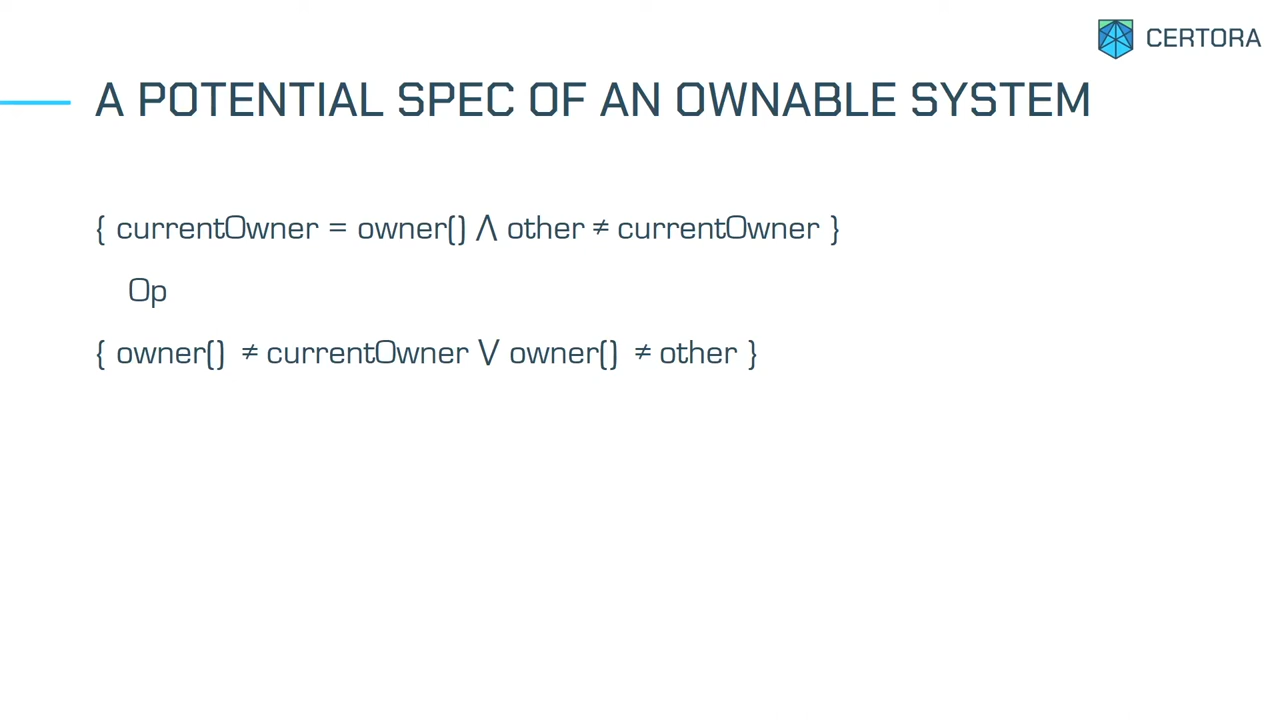 CERTORA
A POTENTIAL SPEC OF AN OWNABLE SYSTEM
{ currentOwner = owner() ⋀ other ≠ currentOwner }
Op
{ owner() ≠ currentOwner ⋁ owner() ≠ other }